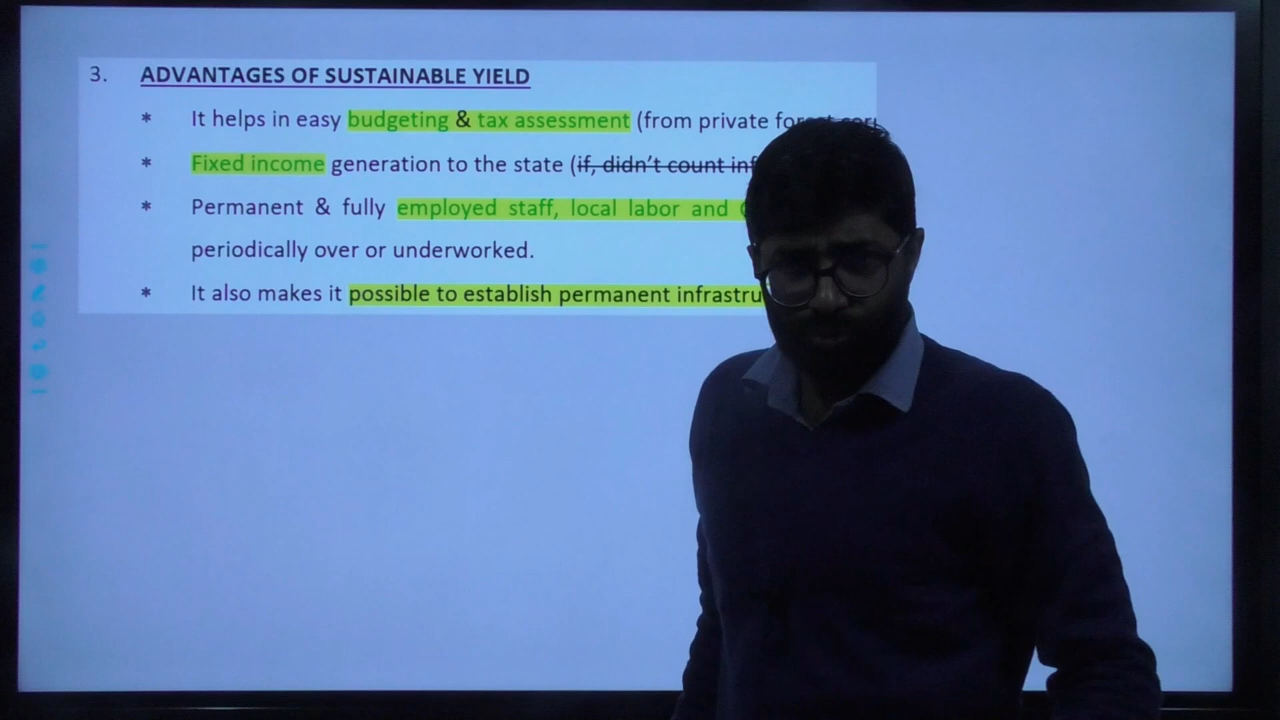 3. ADVANTAGES OF SUSTAINABLE YIELD
* It helps in easy budgeting & tax assessment (from private
* Fixed income generation to the state (if, didn't count
* Permanent & fully employed staff, local labor and
periodically over or underworked.
* It also makes it possible to establish permanent